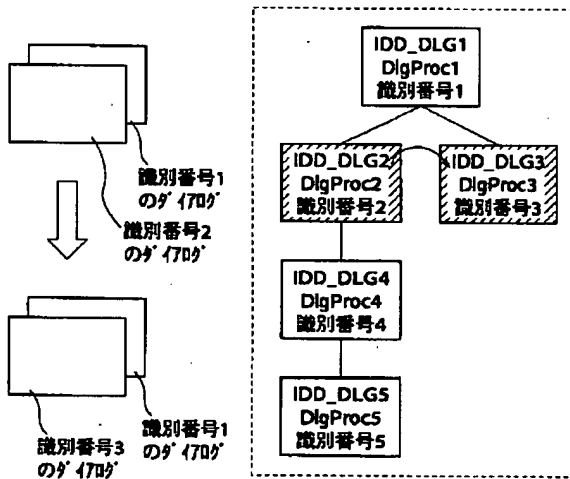 識別番号1
のダイアログ
識別番号2
のダイアログ
識別番号3
のダイアログ
識別番号1
のダイアログ
IDD_DLG1
DlgProc1
識別番号1
IDD_DLG2
DlgProc2
識別番号2
IDD_DLG3
DlgProc3
識別番号3
IDD_DLG4
DlgProc4
識別番号4
IDD_DLG5
DlgProc5
識別番号5